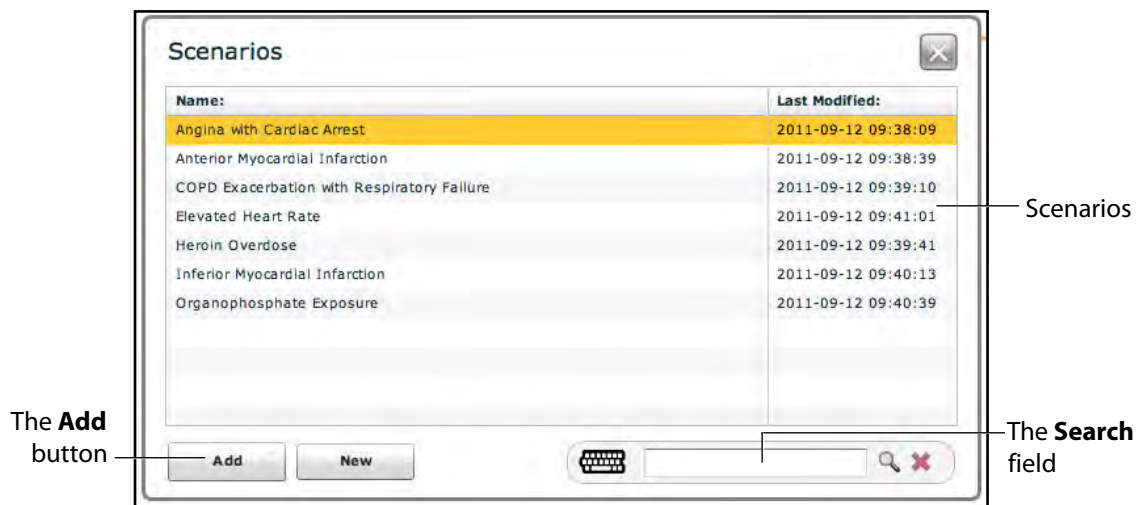 Scenarios
Name: Last Modified:
Angina with Cardiac Arrest 2011-09-12 09:38:09
Anterior Myocardial Infarction 2011-09-12 09:38:39
COPD Exacerbation with Respiratory Failure 2011-09-12 09:39:10
Elevated Heart Rate 2011-09-12 09:41:01
Scenarios
Heroin Overdose 2011-09-12 09:39:41
Inferior Myocardial Infarction 2011-09-12 09:40:13
Organophosphate Exposure 2011-09-12 09:40:39
The Add
button
Add New
The Search
field